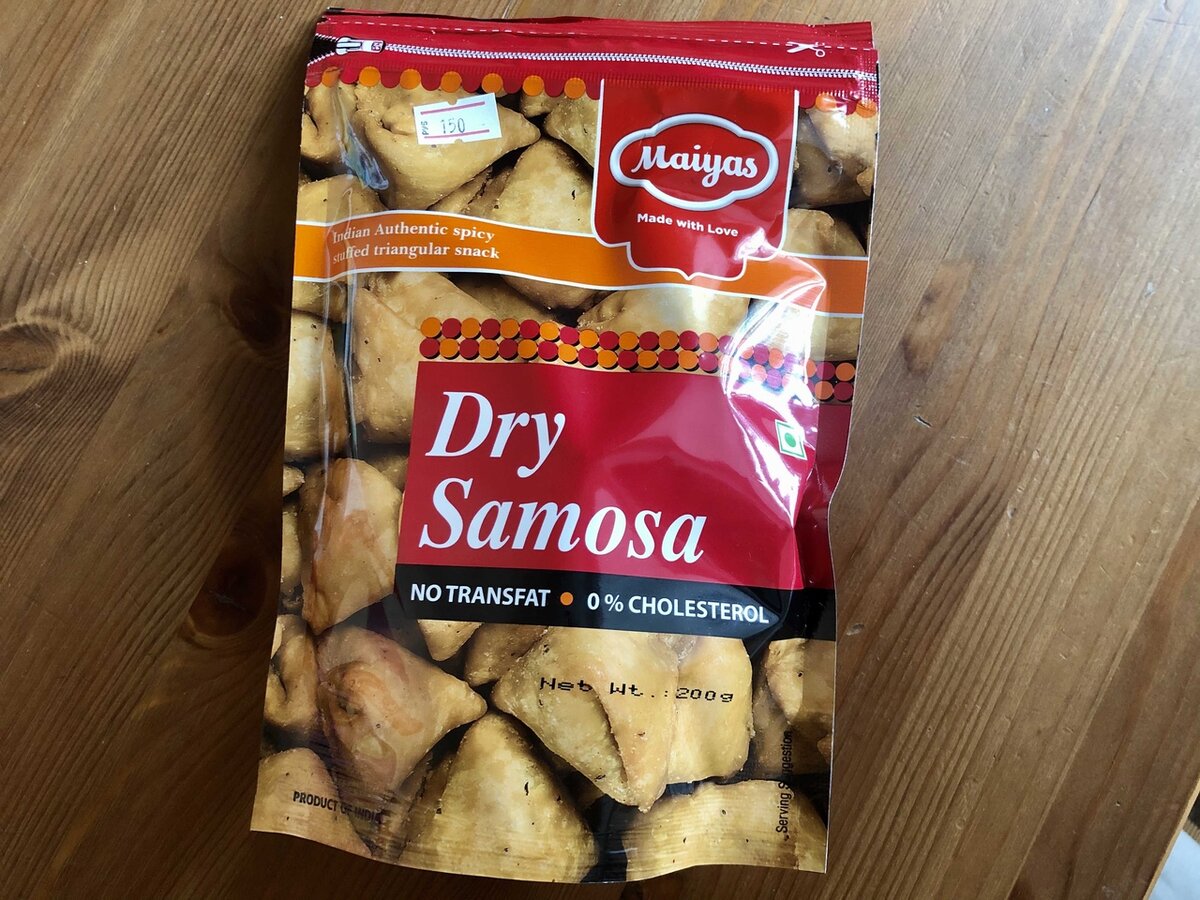 РУБ 150
Maiyas
Made with Love
Indian Authentic spicy
stuffed triangular snack
Dry
Samosa
NO TRANSFAT 0 % CHOLESTEROL
Net Wt.: 200g
PRODUCT OF INDIA
Serving Suggestion